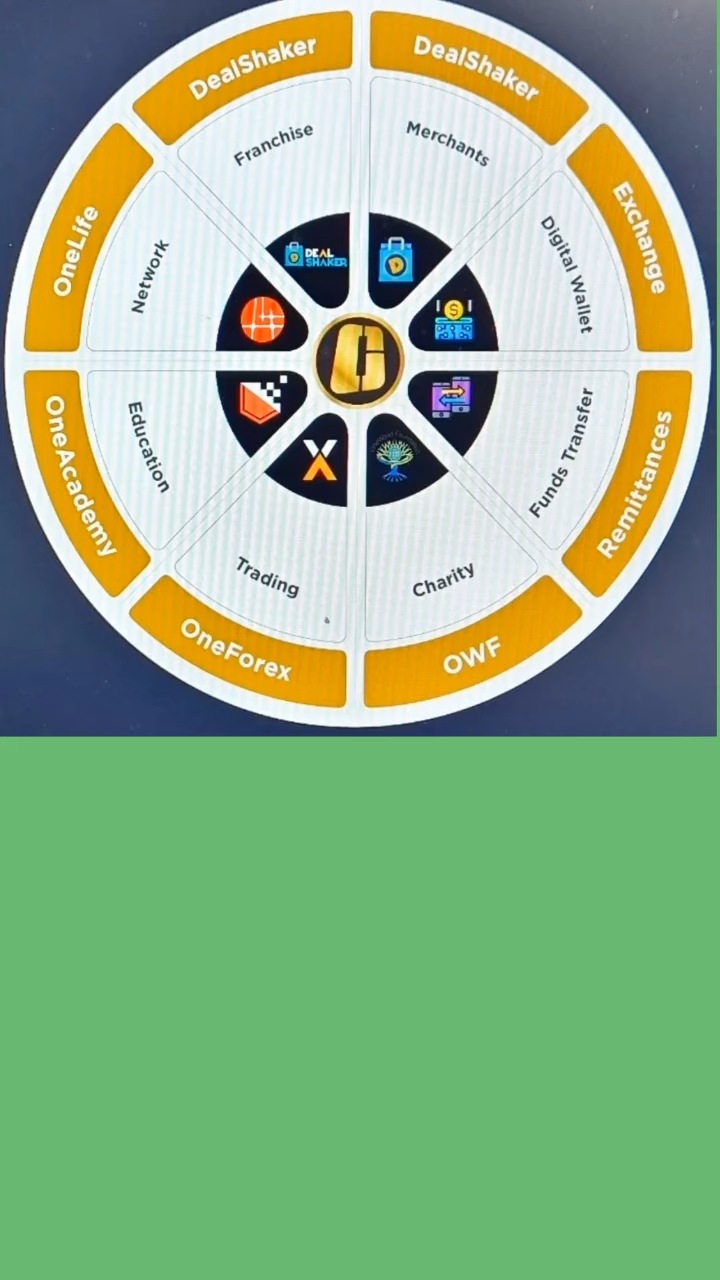 DealShaker
DealShaker
Exchange
Remittances
OWF
OneForex
OneAcademy
OneLife
Franchise
Merchants
Digital Wallet
Funds Transfer
Charity
Trading
Education
Network
DEAL
SHAKER